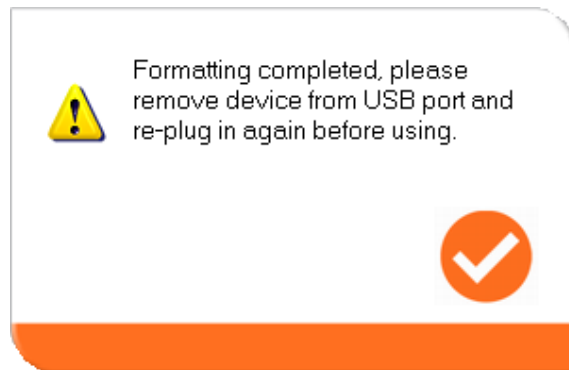 Formatting completed, please
remove device from USB port and
re-plug in again before using.